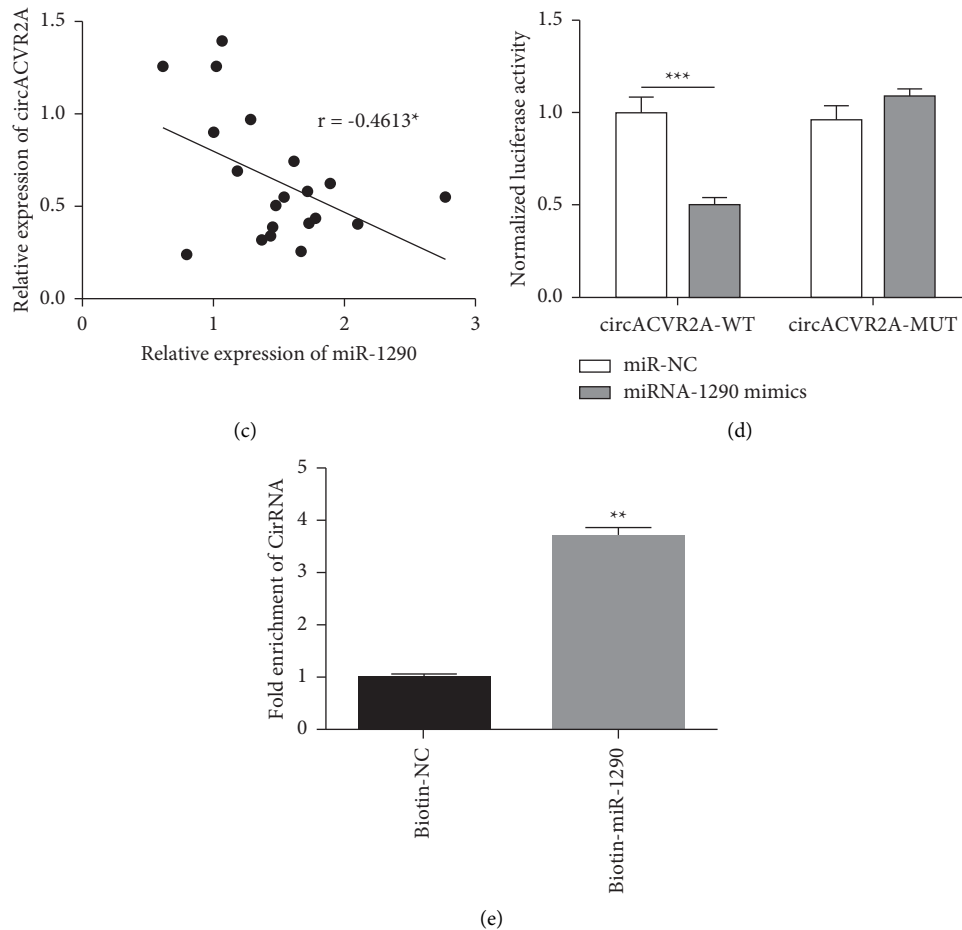 Relative expression of circACVR2A
1.5
1.0
0.5
0.0
r = -0.4613*
0
1
2
3
Relative expression of miR-1290
(c)
Normalized luciferase activity
1.5
1.0
0.5
0.0
***
circACVR2A-WT
circACVR2A-MUT
miR-NC
miRNA-1290 mimics
(d)
Fold enrichment of CirRNA
5
4
3
2
1
0
**
Biotin-NC
Biotin-miR-1290
(e)